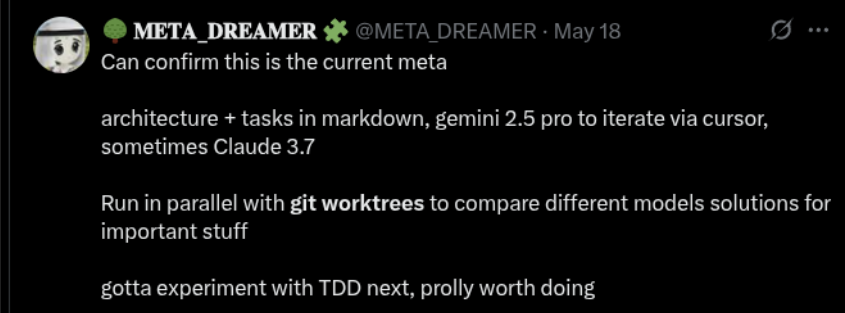 🌳 META_DREAMER 🧩 @META_DREAMER · May 18
Can confirm this is the current meta
architecture + tasks in markdown, gemini 2.5 pro to iterate via cursor,
sometimes Claude 3.7
Run in parallel with git worktrees to compare different models solutions for
important stuff
gotta experiment with TDD next, prolly worth doing